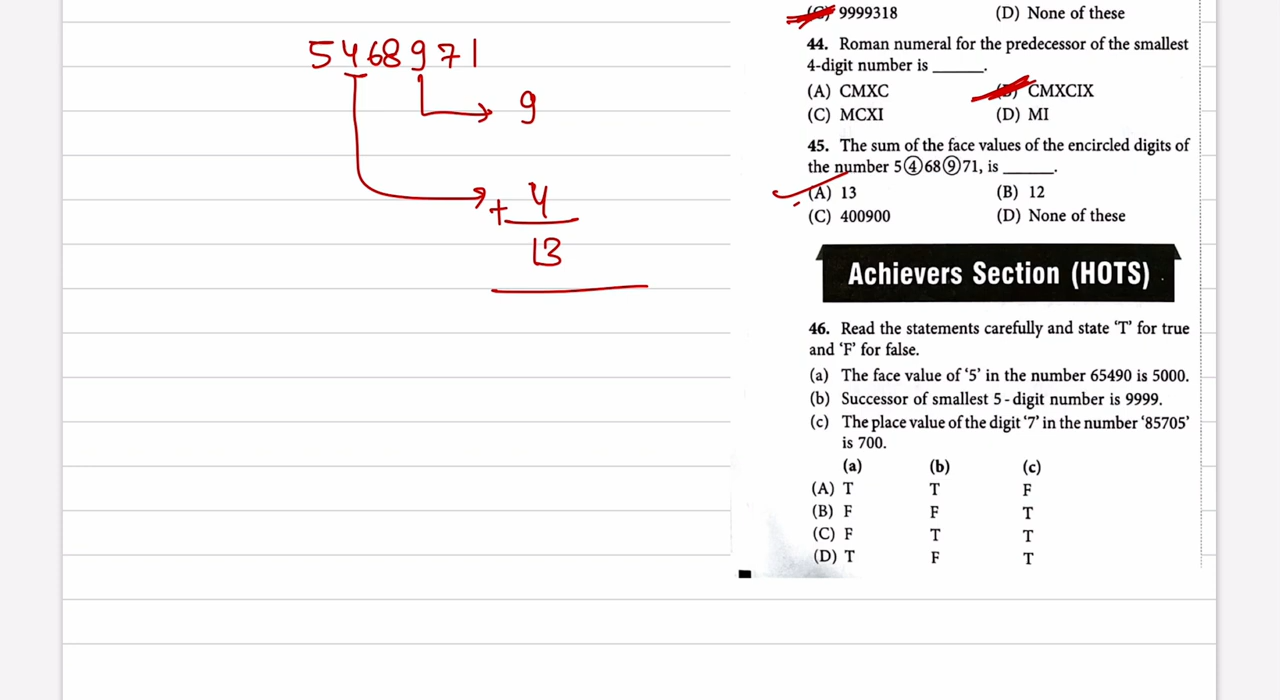 5468971
9
+ 4
13
(C) 9999318 (D) None of these
44. Roman numeral for the predecessor of the smallest
4-digit number is ______.
(A) CMXC (B) CMXCIX
(C) MCXI (D) MI
45. The sum of the face values of the encircled digits of
the number 5④68⑨71, is ______.
(A) 13 (B) 12
(C) 400900 (D) None of these
Achievers Section (HOTS)
46. Read the statements carefully and state ‘T’ for true
and ‘F’ for false.
(a) The face value of ‘5’ in the number 65490 is 5000.
(b) Successor of smallest 5-digit number is 9999.
(c) The place value of the digit ‘7’ in the number ‘85705’
is 700.
(a) (b) (c)
(A) T T F
(B) F F T
(C) F T T
(D) T F T